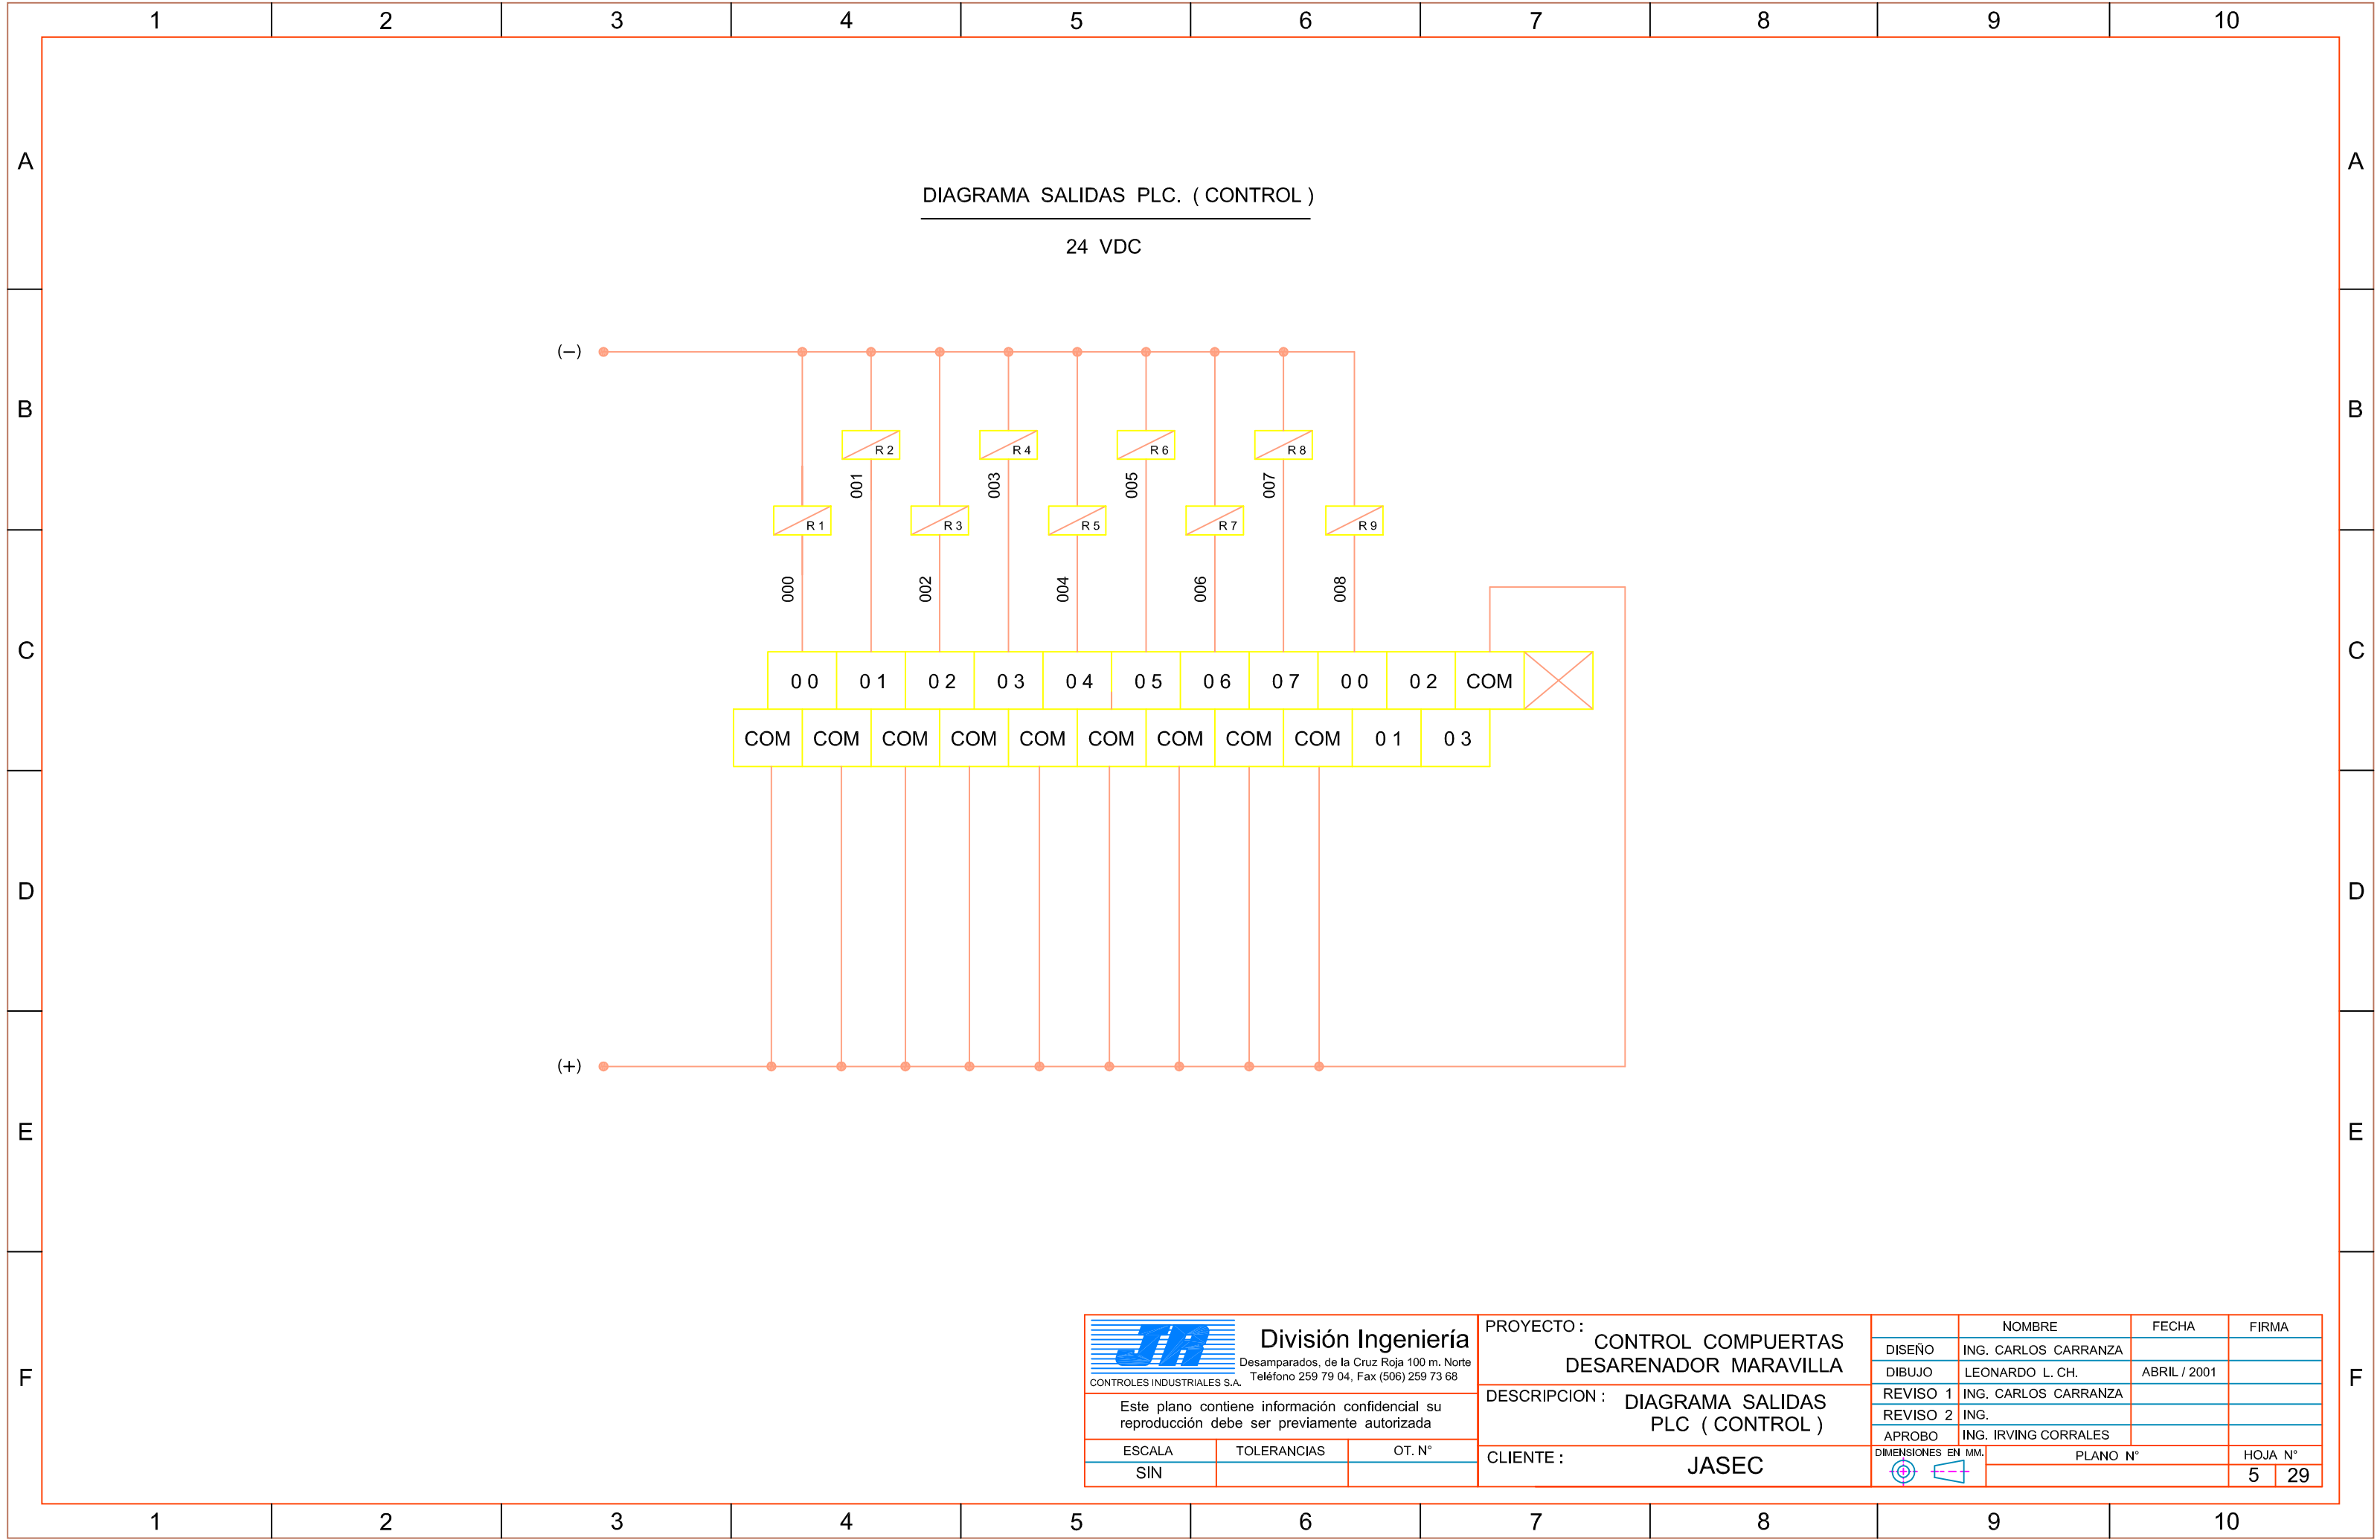 1 2 3 4 5 6 7 8 9 10
A A
DIAGRAMA SALIDAS PLC. ( CONTROL )
24 VDC
(−)
B B
R 2 R 4 R 6 R 8
001 003 005 007
R 1 R 3 R 5 R 7 R 9
000 002 004 006 008
C C
0 0 0 1 0 2 0 3 0 4 0 5 0 6 0 7 0 0 0 2 COM
COM COM COM COM COM COM COM COM COM 0 1 0 3
D D
(+)
E E
F F
JR
CONTROLES INDUSTRIALES S.A.
División Ingeniería
Desamparados, de la Cruz Roja 100 m. Norte
Teléfono 259 79 04, Fax (506) 259 73 68
Este plano contiene información confidencial su
reproducción debe ser previamente autorizada
ESCALA TOLERANCIAS OT. N°
SIN
PROYECTO :
CONTROL COMPUERTAS
DESARENADOR MARAVILLA
DESCRIPCION :
DIAGRAMA SALIDAS
PLC ( CONTROL )
CLIENTE :
JASEC
NOMBRE FECHA FIRMA
DISEÑO ING. CARLOS CARRANZA
DIBUJO LEONARDO L. CH. ABRIL / 2001
REVISO 1 ING. CARLOS CARRANZA
REVISO 2 ING.
APROBO ING. IRVING CORRALES
DIMENSIONES EN MM. PLANO N° HOJA N°
5 29
1 2 3 4 5 6 7 8 9 10